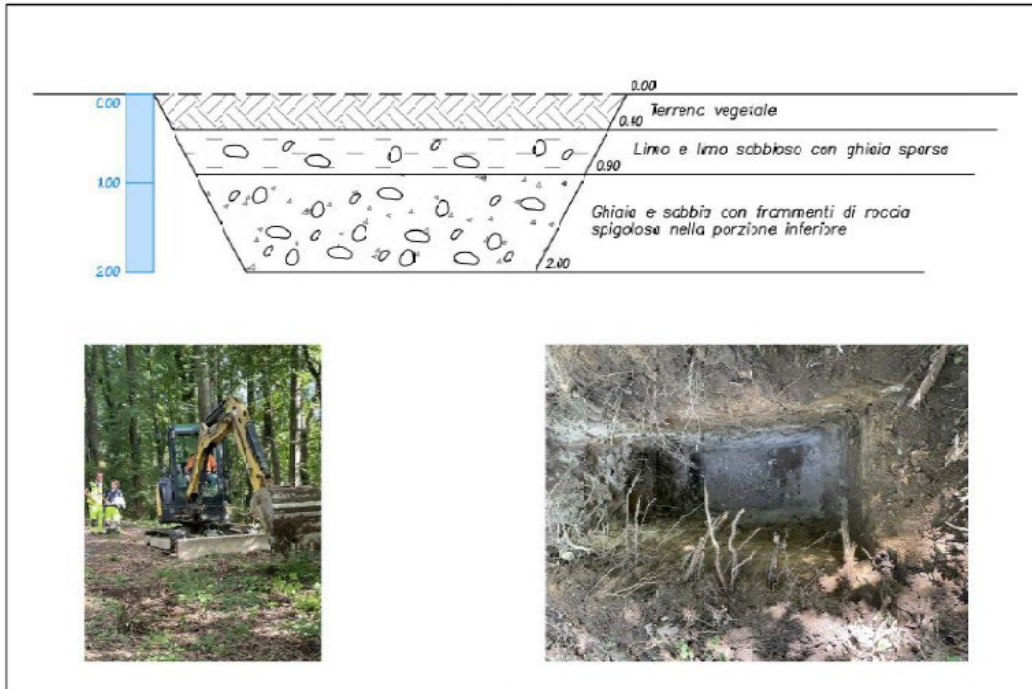 0.00
0.00
Terreno vegetale
0.40
Limo e limo sabbioso con ghiaia sparsa
0.90
1.00
Ghiaia e sabbia con frammenti di roccia
spigolosa nella porzione inferiore
2.00
2.00